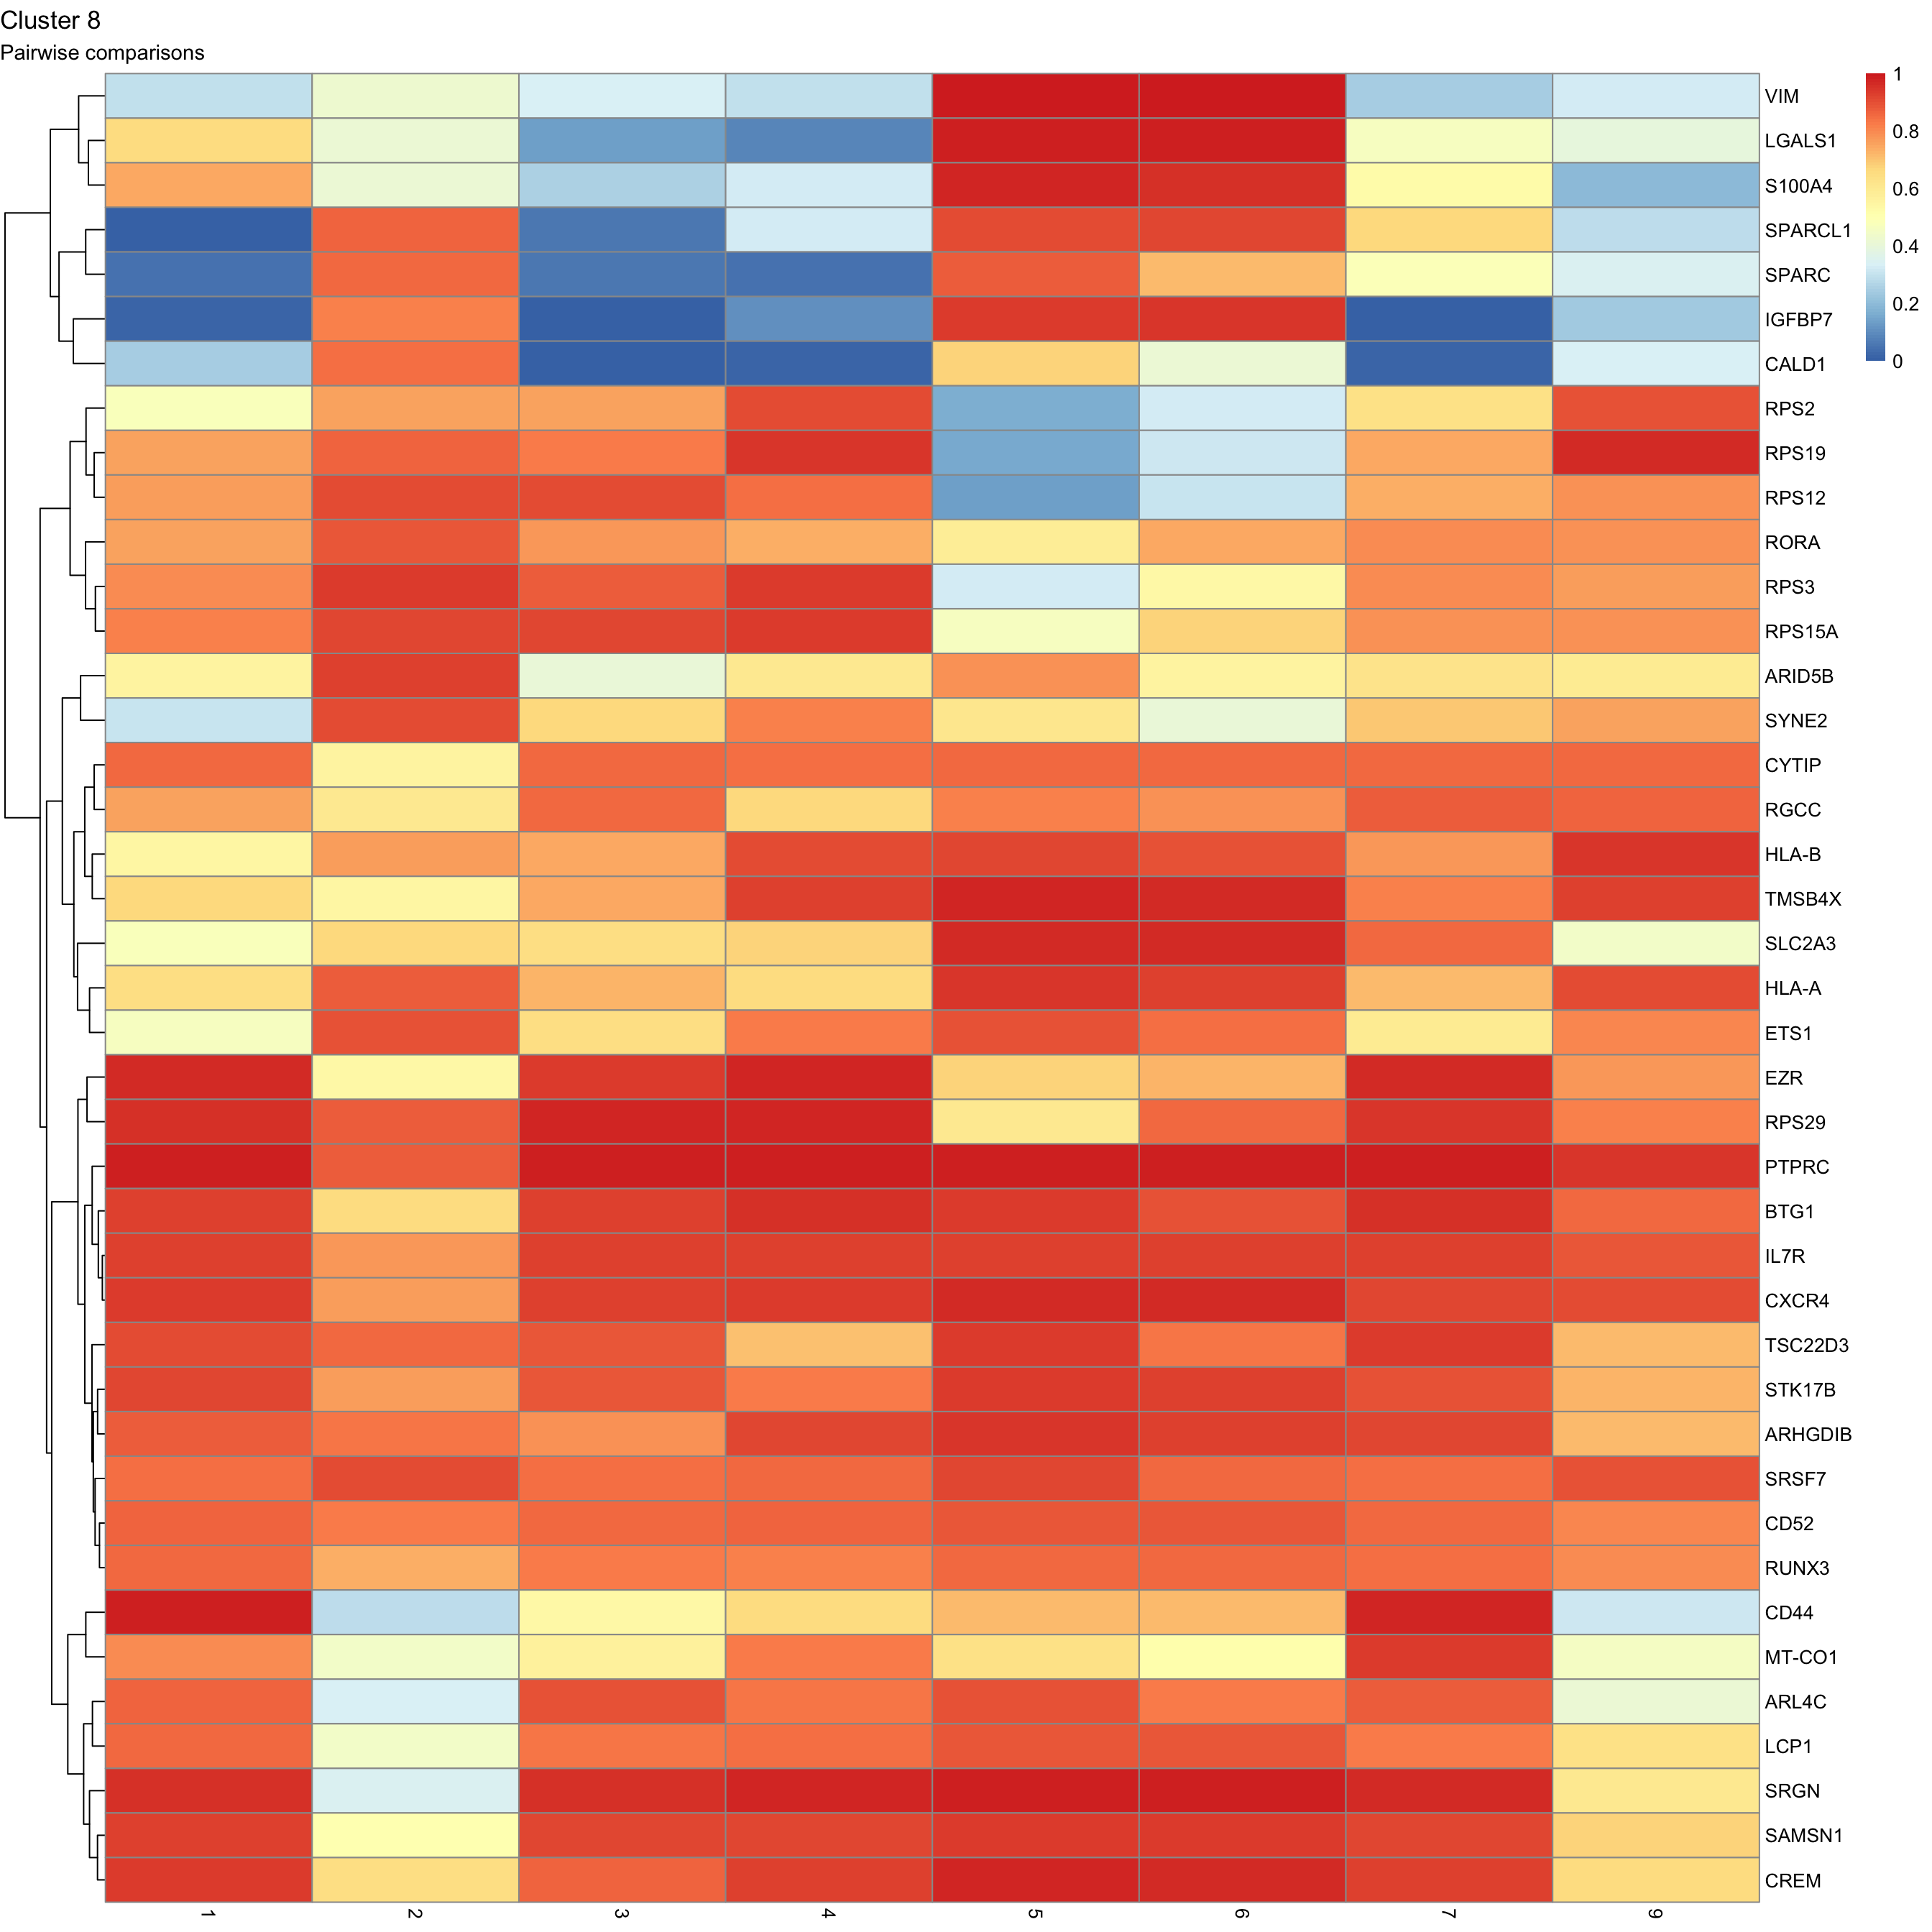 Cluster 8
Pairwise comparisons
1
0.8
0.6
0.4
0.2
0
VIM
LGALS1
S100A4
SPARCL1
SPARC
IGFBP7
CALD1
RPS2
RPS19
RPS12
RORA
RPS3
RPS15A
ARID5B
SYNE2
CYTIP
RGCC
HLA-B
TMSB4X
SLC2A3
HLA-A
ETS1
EZR
RPS29
PTPRC
BTG1
IL7R
CXCR4
TSC22D3
STK17B
ARHGDIB
SRSF7
CD52
RUNX3
CD44
MT-CO1
ARL4C
LCP1
SRGN
SAMSN1
CREM
1 2 3 4 5 6 7 9